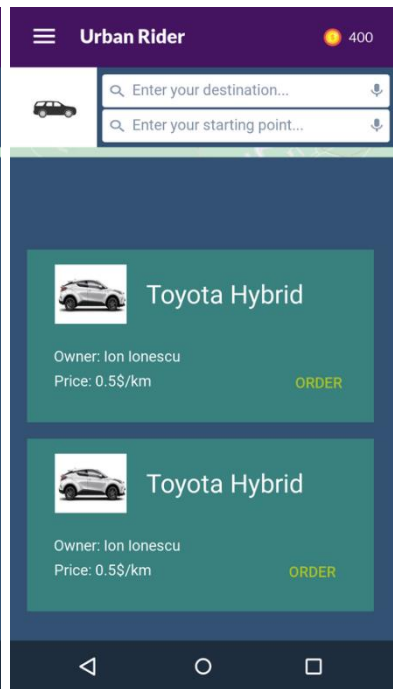 Urban Rider
400
Enter your destination...
Enter your starting point...
Toyota Hybrid
Owner: Ion Ionescu
Price: 0.5$/km
ORDER
Toyota Hybrid
Owner: Ion Ionescu
Price: 0.5$/km
ORDER